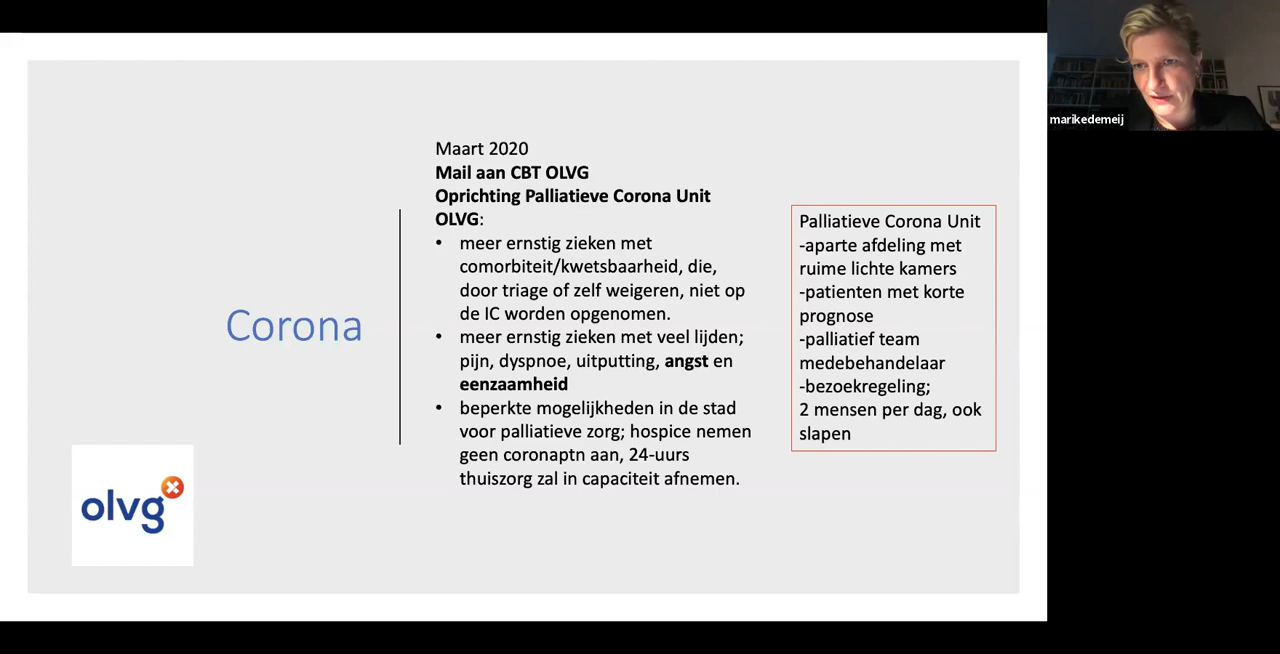 Corona
Maart 2020
Mail aan CBT OLVG
Oprichting Palliatieve Corona Unit
OLVG:
• meer ernstig zieken met
comorbiteit/kwetsbaarheid, die,
door triage of zelf weigeren, niet op
de IC worden opgenomen.
• meer ernstig zieken met veel lijden;
pijn, dyspnoe, uitputting, angst en
eenzaamheid
• beperkte mogelijkheden in de stad
voor palliatieve zorg; hospice nemen
geen coronaptn aan, 24-uurs
thuiszorg zal in capaciteit afnemen.
Palliatieve Corona Unit
-aparte afdeling met
ruime lichte kamers
-patienten met korte
prognose
-palliatief team
medebehandelaar
-bezoekregeling;
2 mensen per dag, ook
slapen
olvg
marikedemeij